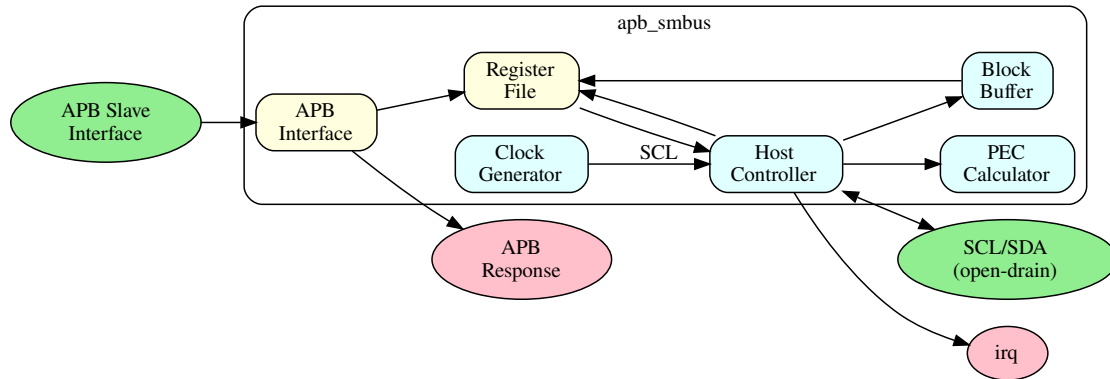 apb_smbus
APB Slave
Interface
APB
Interface
Register
File
Block
Buffer
Clock
Generator
SCL
Host
Controller
PEC
Calculator
APB
Response
SCL/SDA
(open-drain)
irq